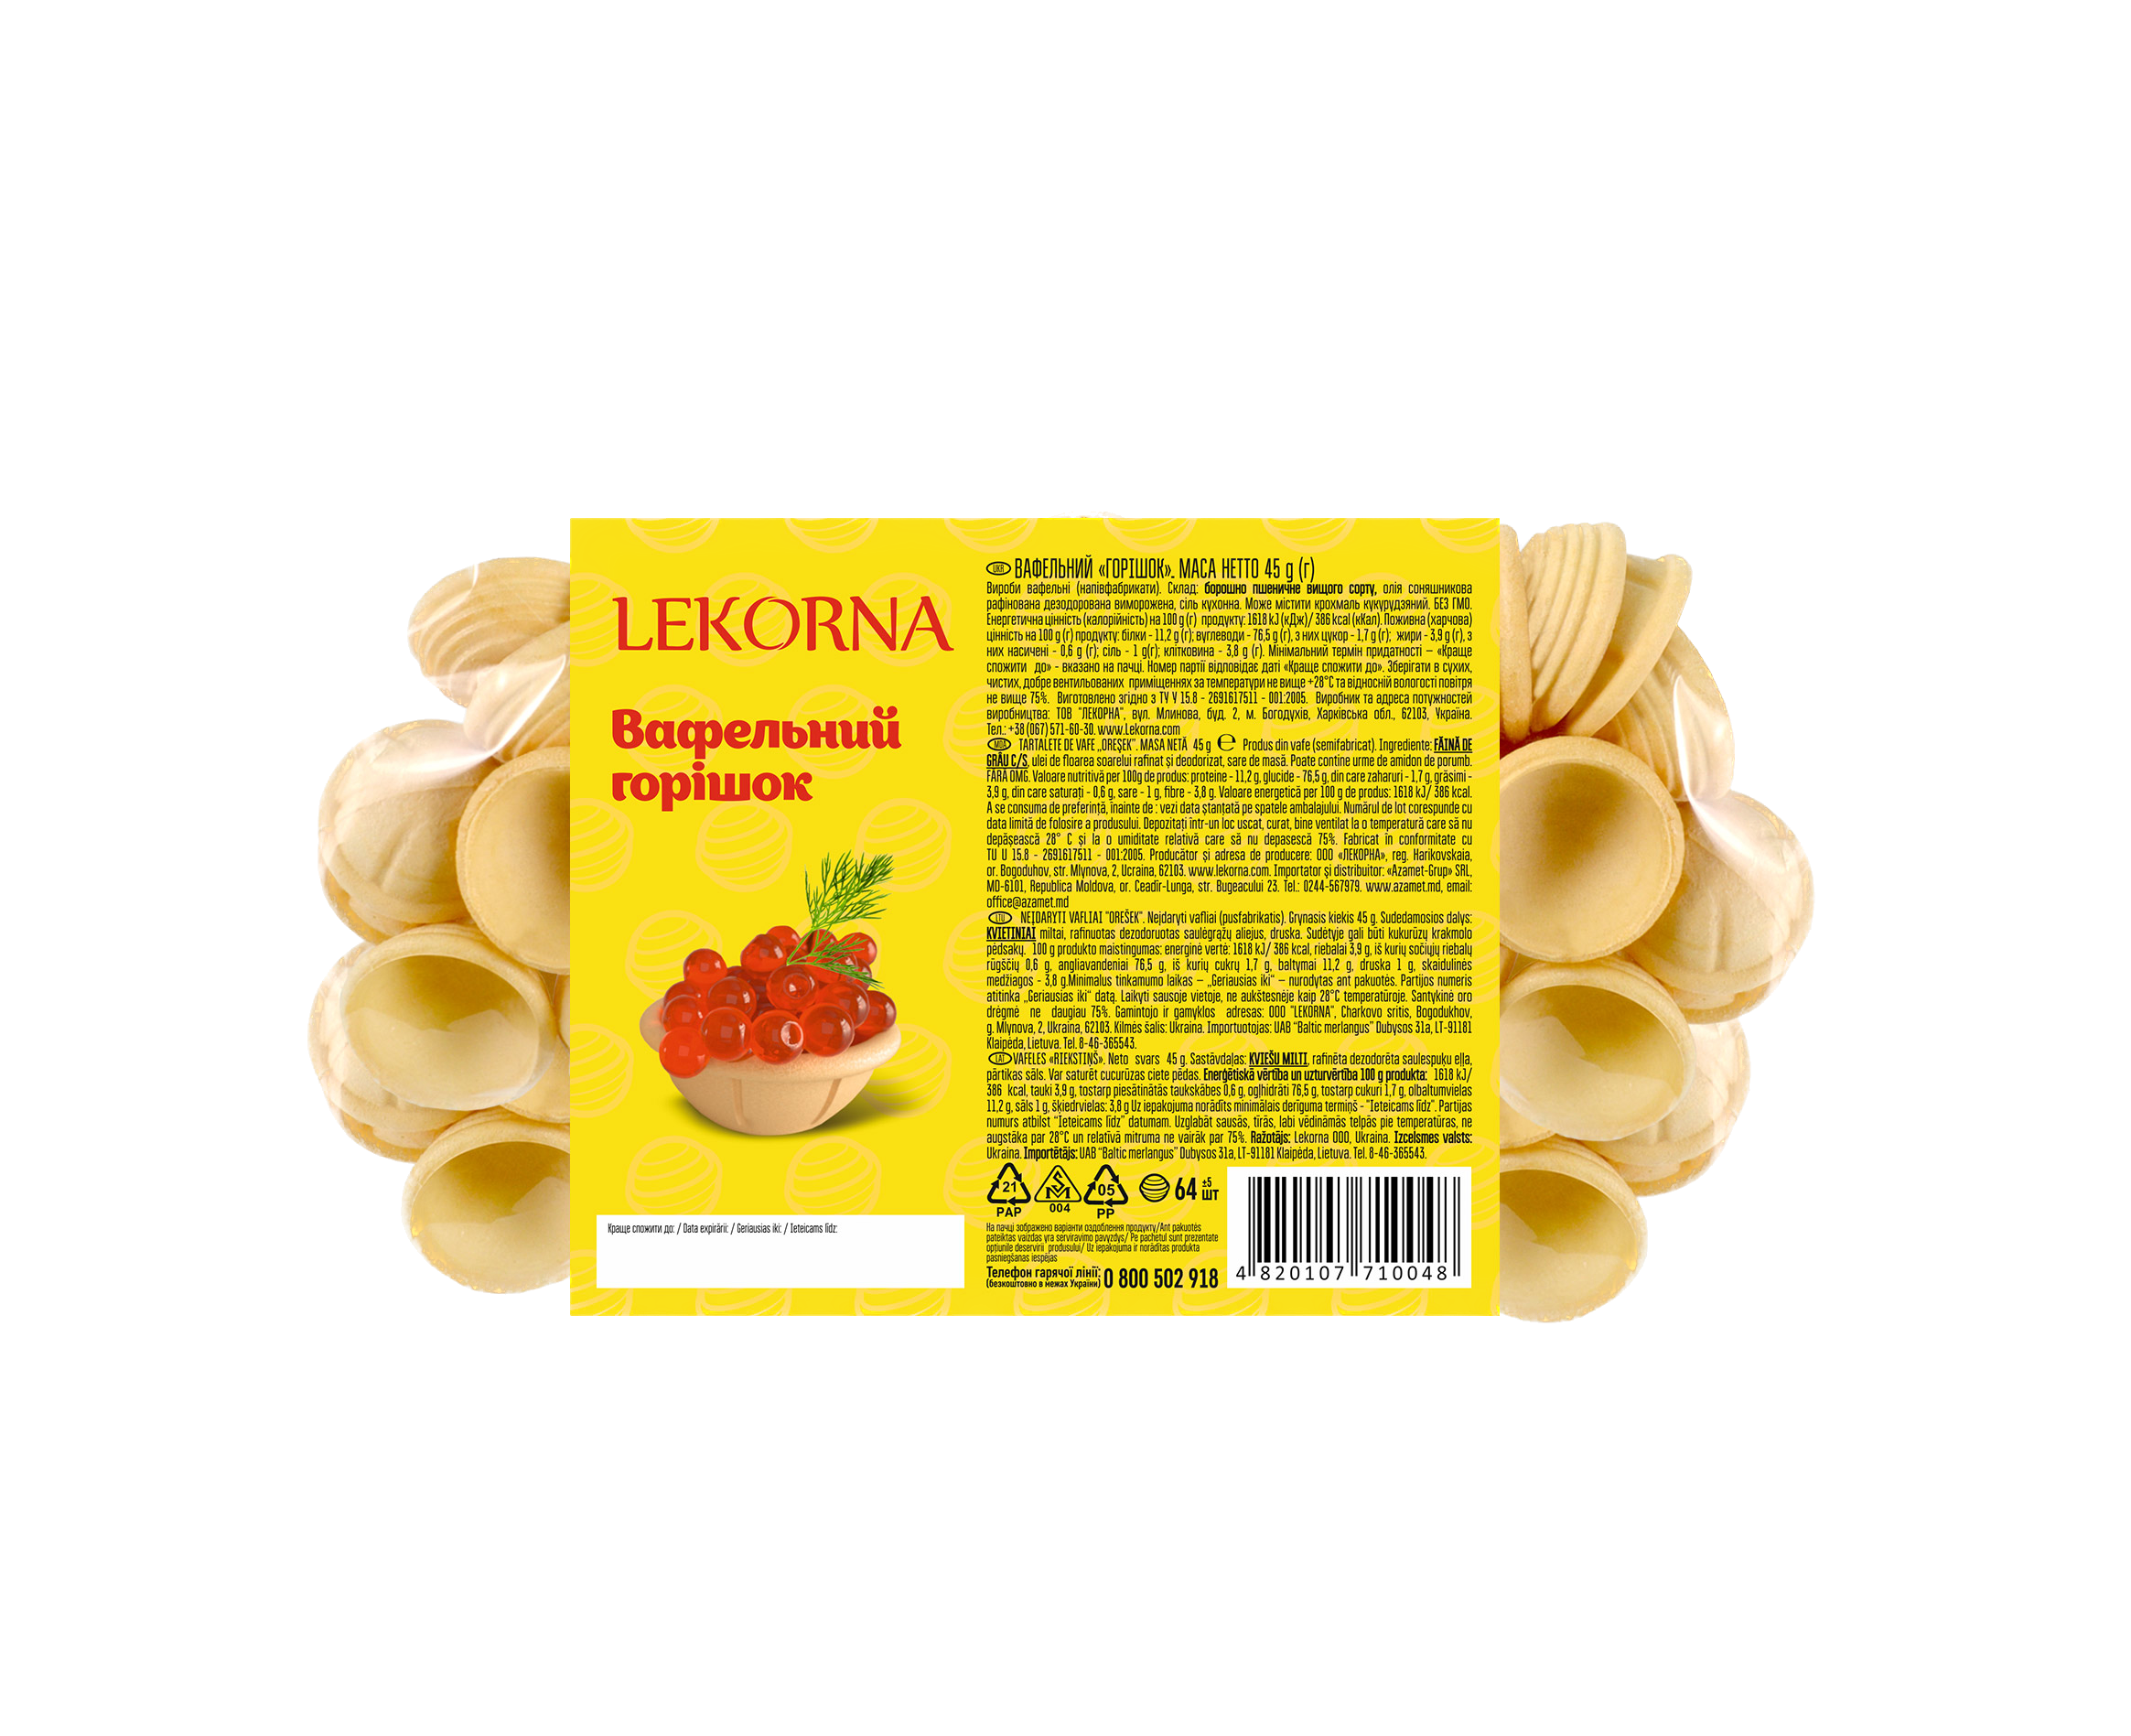 LEKORNA
Вафельний
горішок
Краще спожити до: / Data expirării: / Geriausias iki: / Ieteicams līdz:
UKR ВАФЕЛЬНИЙ «ГОРІШОК». МАСА НЕТТО 45 g (г)
Вироби вафельні (напівфабрикати). Склад: борошно пшеничне вищого сорту, олія соняшникова
рафінована дезодорована виморожена, сіль кухонна. Може містити крохмаль кукурудзяний. БЕЗ ГМО.
Енергетична цінність (калорійність) на 100 g (г) продукту: 1618 kJ (кДж)/ 386 kcal (кКал). Поживна (харчова)
цінність на 100 g (г) продукту: білки - 11,2 g (г); вуглеводи - 76,5 g (г), з них цукор - 1,7 g (г); жири - 3,9 g (г), з
них насичені - 0,6 g (г); сіль - 1 g(г); клітковина - 3,8 g (г). Мінімальний термін придатності – «Краще
спожити до» - вказано на пачці. Номер партії відповідає даті «Краще спожити до». Зберігати в сухих,
чистих, добре вентильованих приміщеннях за температури не вище +28°С та відносній вологості повітря
не вище 75%. Виготовлено згідно з ТУ У 15.8 - 2691617511 - 001:2005. Виробник та адреса потужностей
виробництва: ТОВ "ЛЕКОРНА", вул. Млинова, буд. 2, м. Богодухів, Харківська обл., 62103, Україна.
Тел.: +38 (067) 571-60-30. www.Lekorna.com
MDA TARTALETE DE VAFE „OREȘEK". MASA NETĂ 45 g ℮ Produs din vafe (semifabricat). Ingrediente: FĂINĂ DE
GRÂU C/S, ulei de floarea soarelui rafinat și deodorizat, sare de masă. Poate contine urme de amidon de porumb.
FĂRĂ OMG. Valoare nutritivă per 100g de produs: proteine - 11,2 g, glucide - 76,5 g, din care zaharuri - 1,7 g, grăsimi -
3,9 g, din care saturați - 0,6 g, sare - 1 g, fibre - 3,8 g. Valoare energetică per 100 g de produs: 1618 kJ/ 386 kcal.
A se consuma de preferință, înainte de : vezi data ștanțată pe spatele ambalajului. Numărul de lot corespunde cu
data limită de folosire a produsului. Depozitați într-un loc uscat, curat, bine ventilat la o temperatură care să nu
depășească 28° C și la o umiditate relativă care să nu depasescă 75%. Fabricat în conformitate cu
TU U 15.8 - 2691617511 - 001:2005. Producător și adresa de producere: ООО «ЛЕКОРНА», reg. Harikovskaia,
or. Bogoduhov, str. Mlynova, 2, Ucraina, 62103. www.lekorna.com. Importator și distribuitor: «Azamet-Grup» SRL,
MD-6101, Republica Moldova, or. Ceadîr-Lunga, str. Bugeacului 23. Tel.: 0244-567979. www.azamet.md, email:
office@azamet.md
LTU NEĮDARYTI VAFLIAI "OREŠEK". Neįdaryti vafliai (pusfabrikatis). Grynasis kiekis 45 g. Sudedamosios dalys:
KVIETINIAI miltai, rafinuotas dezodoruotas saulėgrąžų aliejus, druska. Sudėtyje gali būti kukurūzų krakmolo
pėdsakų. 100 g produkto maistingumas: energinė vertė: 1618 kJ/ 386 kcal, riebalai 3,9 g, iš kurių sočiųjų riebalų
rūgščių 0,6 g, angliavandeniai 76,5 g, iš kurių cukrų 1,7 g, baltymai 11,2 g, druska 1 g, skaidulinės
medžiagos - 3,8 g.Minimalus tinkamumo laikas – „Geriausias iki" – nurodytas ant pakuotės. Partijos numeris
atitinka „Geriausias iki" datą. Laikyti sausoje vietoje, ne aukštesnėje kaip 28°C temperatūroje. Santykinė oro
drėgmė ne daugiau 75%. Gamintojo ir gamyklos adresas: OOO "LEKORNA", Charkovo sritis, Bogodukhov,
g. Mlynova, 2, Ukraina, 62103. Kilmės šalis: Ukraina. Importuotojas: UAB "Baltic merlangus" Dubysos 31a, LT-91181
Klaipėda, Lietuva. Tel. 8-46-365543.
LAT VAFELES «RIEKSTIŅŠ». Neto svars 45 g. Sastāvdaļas: KVIEŠU MILTI, rafinēta dezodorēta saulespuķu eļļa,
pārtikas sāls. Var saturēt cucurūzas ciete pēdas. Enerģētiskā vērtība un uzturvērtība 100 g produkta: 1618 kJ/
386 kcal, tauki 3,9 g, tostarp piesātinātās taukskābes 0,6 g, ogļhidrāti 76,5 g, tostarp cukuri 1,7 g, olbaltumvielas
11,2 g, sāls 1 g, šķiedrvielas: 3,8 g Uz iepakojuma norādīts minimālais derīguma termiņš - "Ieteicams līdz". Partijas
numurs atbilst "Ieteicams līdz" datumam. Uzglabāt sausās, tīrās, labi vēdināmās telpās pie temperatūras, ne
augstāka par 28°C un relatīvā mitruma ne vairāk par 75%. Ražotājs: Lekorna OOO, Ukraina. Izcelsmes valsts:
Ukraina. Importētājs: UAB "Baltic merlangus" Dubysos 31a, LT-91181 Klaipėda, Lietuva. Tel. 8-46-365543.
21 PAP
004
05 PP
64 ±5 ШТ
На пачці зображено варіанти оздоблення продукту/Ant pakuotės
pateiktas vaizdas yra serviravimo pavyzdys/ Pe pachetul sunt prezentate
opțiunile deservirii produsului/ Uz iepakojuma ir norādītas produkta
pasniegšanas iespējas
Телефон гарячої лінії:
(безкоштовно в межах України) 0 800 502 918
4 820107 710048